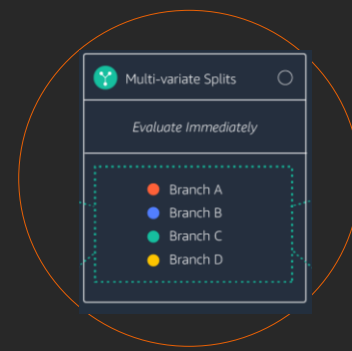 Multi-variate Splits
Evaluate Immediately
Branch A
Branch B
Branch C
Branch D